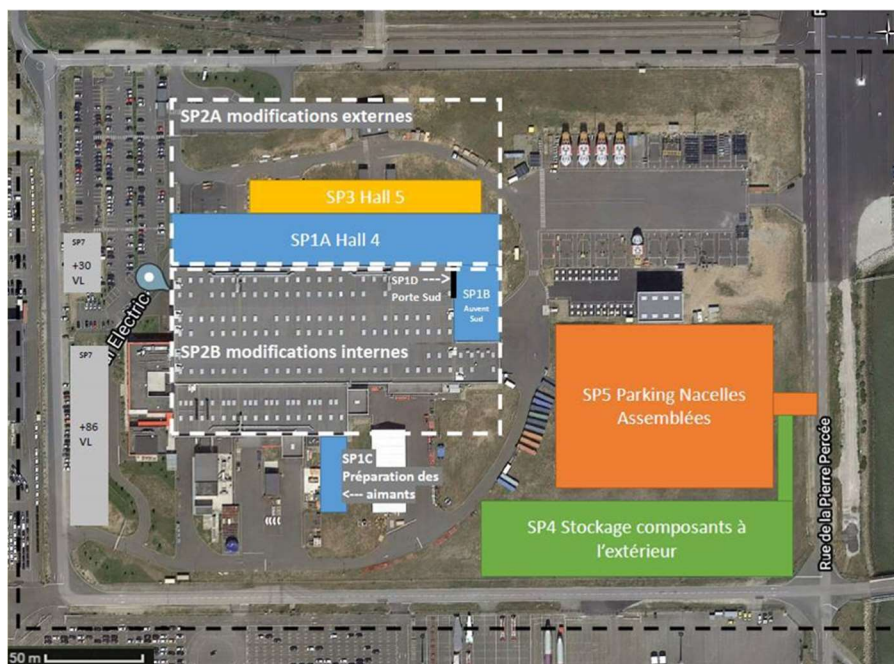 SP2A modifications externes
SP3 Hall 5
SP1A Hall 4
SP7
+30
VL
SP1D --->
Porte Sud
SP1B
Auvent
Sud
Electric
SP2B modifications internes
SP7
+86
VL
SP5 Parking Nacelles
Assemblées
SP1C
Préparation des
<--- aimants
SP4 Stockage composants à
l'extérieur
Rue de la Pierre Percée
50 m